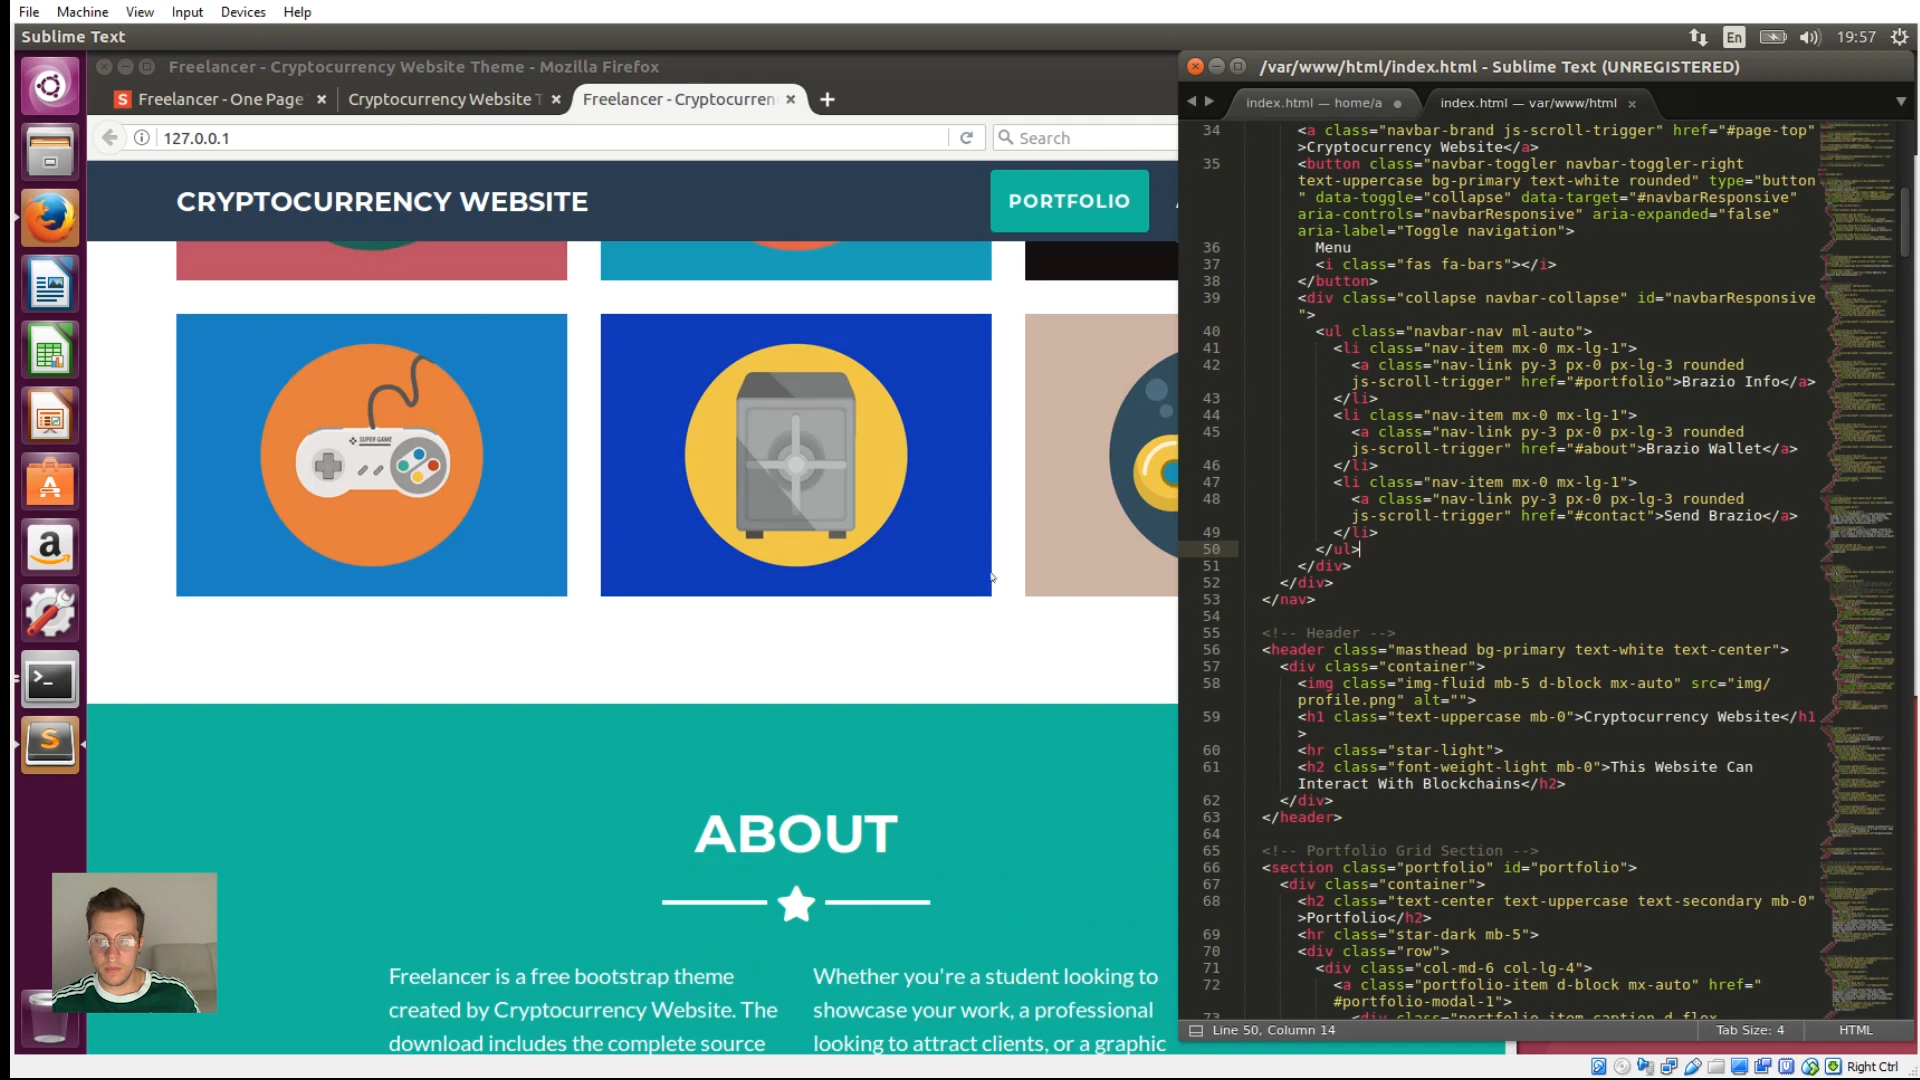 File Machine View Input Devices Help
Sublime Text
En
19:57
Freelancer - Cryptocurrency Website Theme - Mozilla Firefox
Freelancer - One Page
Cryptocurrency Website T
Freelancer - Cryptocurren
127.0.0.1
Search
CRYPTOCURRENCY WEBSITE
PORTFOLIO
SUPER GAME
ABOUT
Freelancer is a free bootstrap theme
created by Cryptocurrency Website. The
download includes the complete source
Whether you're a student looking to
showcase your work, a professional
looking to attract clients, or a graphic
/var/www/html/index.html - Sublime Text (UNREGISTERED)
index.html — home/a
index.html — var/www/html
34 <a class="navbar-brand js-scroll-trigger" href="#page-top"
>Cryptocurrency Website</a>
35 <button class="navbar-toggler navbar-toggler-right
text-uppercase bg-primary text-white rounded" type="button
" data-toggle="collapse" data-target="#navbarResponsive"
aria-controls="navbarResponsive" aria-expanded="false"
aria-label="Toggle navigation">
36 Menu
37 <i class="fas fa-bars"></i>
38 </button>
39 <div class="collapse navbar-collapse" id="navbarResponsive
">
40 <ul class="navbar-nav ml-auto">
41 <li class="nav-item mx-0 mx-lg-1">
42 <a class="nav-link py-3 px-0 px-lg-3 rounded
js-scroll-trigger" href="#portfolio">Brazio Info</a>
43 </li>
44 <li class="nav-item mx-0 mx-lg-1">
45 <a class="nav-link py-3 px-0 px-lg-3 rounded
js-scroll-trigger" href="#about">Brazio Wallet</a>
46 </li>
47 <li class="nav-item mx-0 mx-lg-1">
48 <a class="nav-link py-3 px-0 px-lg-3 rounded
js-scroll-trigger" href="#contact">Send Brazio</a>
49 </li>
50 </ul>
51 </div>
52 </div>
53 </nav>
54
55 <!-- Header -->
56 <header class="masthead bg-primary text-white text-center">
57 <div class="container">
58 <img class="img-fluid mb-5 d-block mx-auto" src="img/
profile.png" alt="">
59 <h1 class="text-uppercase mb-0">Cryptocurrency Website</h1
>
60 <hr class="star-light">
61 <h2 class="font-weight-light mb-0">This Website Can
Interact With Blockchains</h2>
62 </div>
63 </header>
64
65 <!-- Portfolio Grid Section -->
66 <section class="portfolio" id="portfolio">
67 <div class="container">
68 <h2 class="text-center text-uppercase text-secondary mb-0"
>Portfolio</h2>
69 <hr class="star-dark mb-5">
70 <div class="row">
71 <div class="col-md-6 col-lg-4">
72 <a class="portfolio-item d-block mx-auto" href="
#portfolio-modal-1">
73 <div class="portfolio-item-caption d-flex
Line 50, Column 14
Tab Size: 4
HTML
Right Ctrl